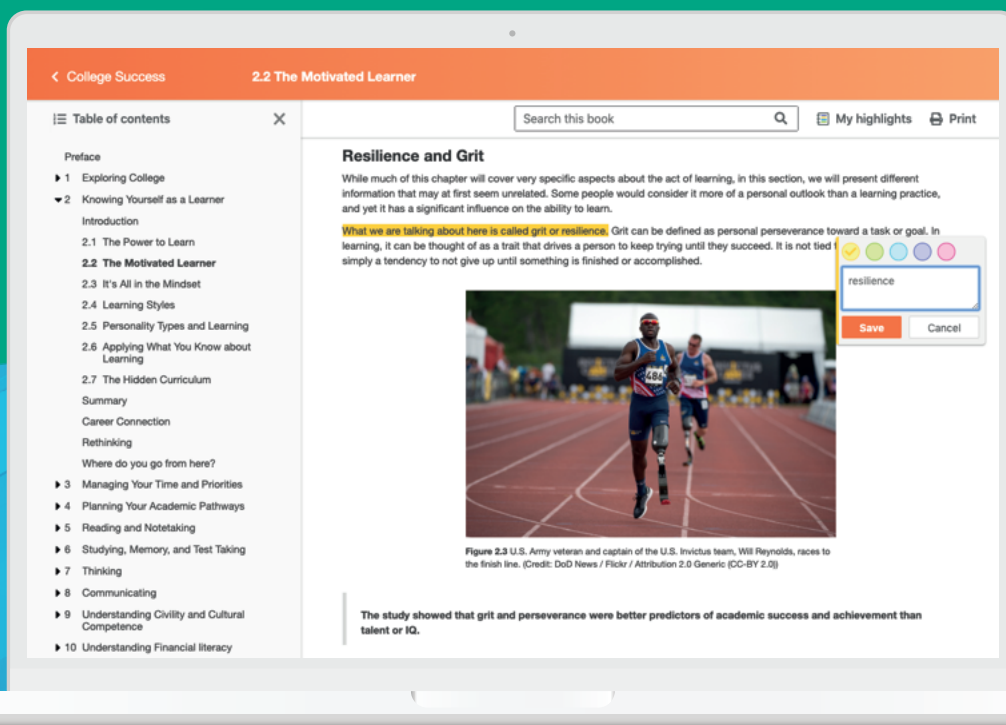 College Success
2.2 The Motivated Learner
Table of contents
Search this book
My highlights
Print
Preface
1 Exploring College
2 Knowing Yourself as a Learner
Introduction
2.1 The Power to Learn
2.2 The Motivated Learner
2.3 It's All in the Mindset
2.4 Learning Styles
2.5 Personality Types and Learning
2.6 Applying What You Know about
Learning
2.7 The Hidden Curriculum
Summary
Career Connection
Rethinking
Where do you go from here?
3 Managing Your Time and Priorities
4 Planning Your Academic Pathways
5 Reading and Notetaking
6 Studying, Memory, and Test Taking
7 Thinking
8 Communicating
9 Understanding Civility and Cultural
Competence
10 Understanding Financial literacy
Resilience and Grit
While much of this chapter will cover very specific aspects about the act of learning, in this section, we will present different
information that may at first seem unrelated. Some people would consider it more of a personal outlook than a learning practice,
and yet it has a significant influence on the ability to learn.
What we are talking about here is called grit or resilience. Grit can be defined as personal perseverance toward a task or goal. In
learning, it can be thought of as a trait that drives a person to keep trying until they succeed. It is not tied
simply a tendency to not give up until something is finished or accomplished.
resilience
Save
Cancel
486
Figure 2.3 U.S. Army veteran and captain of the U.S. Invictus team, Will Reynolds, races to
the finish line. (Credit: DoD News / Flickr / Attribution 2.0 Generic (CC-BY 2.0))
The study showed that grit and perseverance were better predictors of academic success and achievement than
talent or IQ.